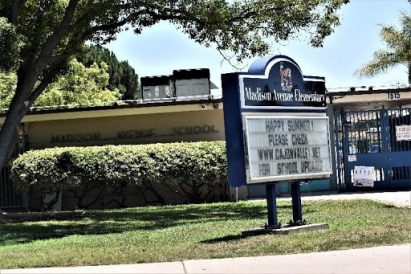 Madison Avenue Elementary
HAPPY SUMMER
PLEASE CHECK
WWW.CAJONVALLEY.NET
FOR SCHOOL UPDATES
MADISON AVENUE SCHOOL